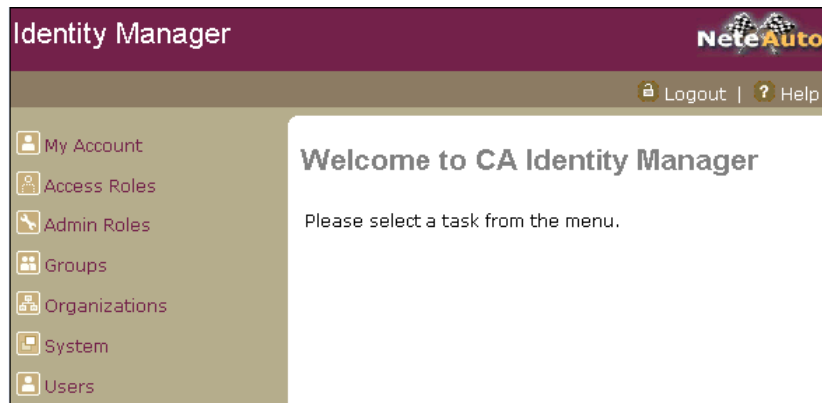 Identity Manager
NeteAuto
Logout | ? Help
My Account
Access Roles
Admin Roles
Groups
Organizations
System
Users
Welcome to CA Identity Manager
Please select a task from the menu.